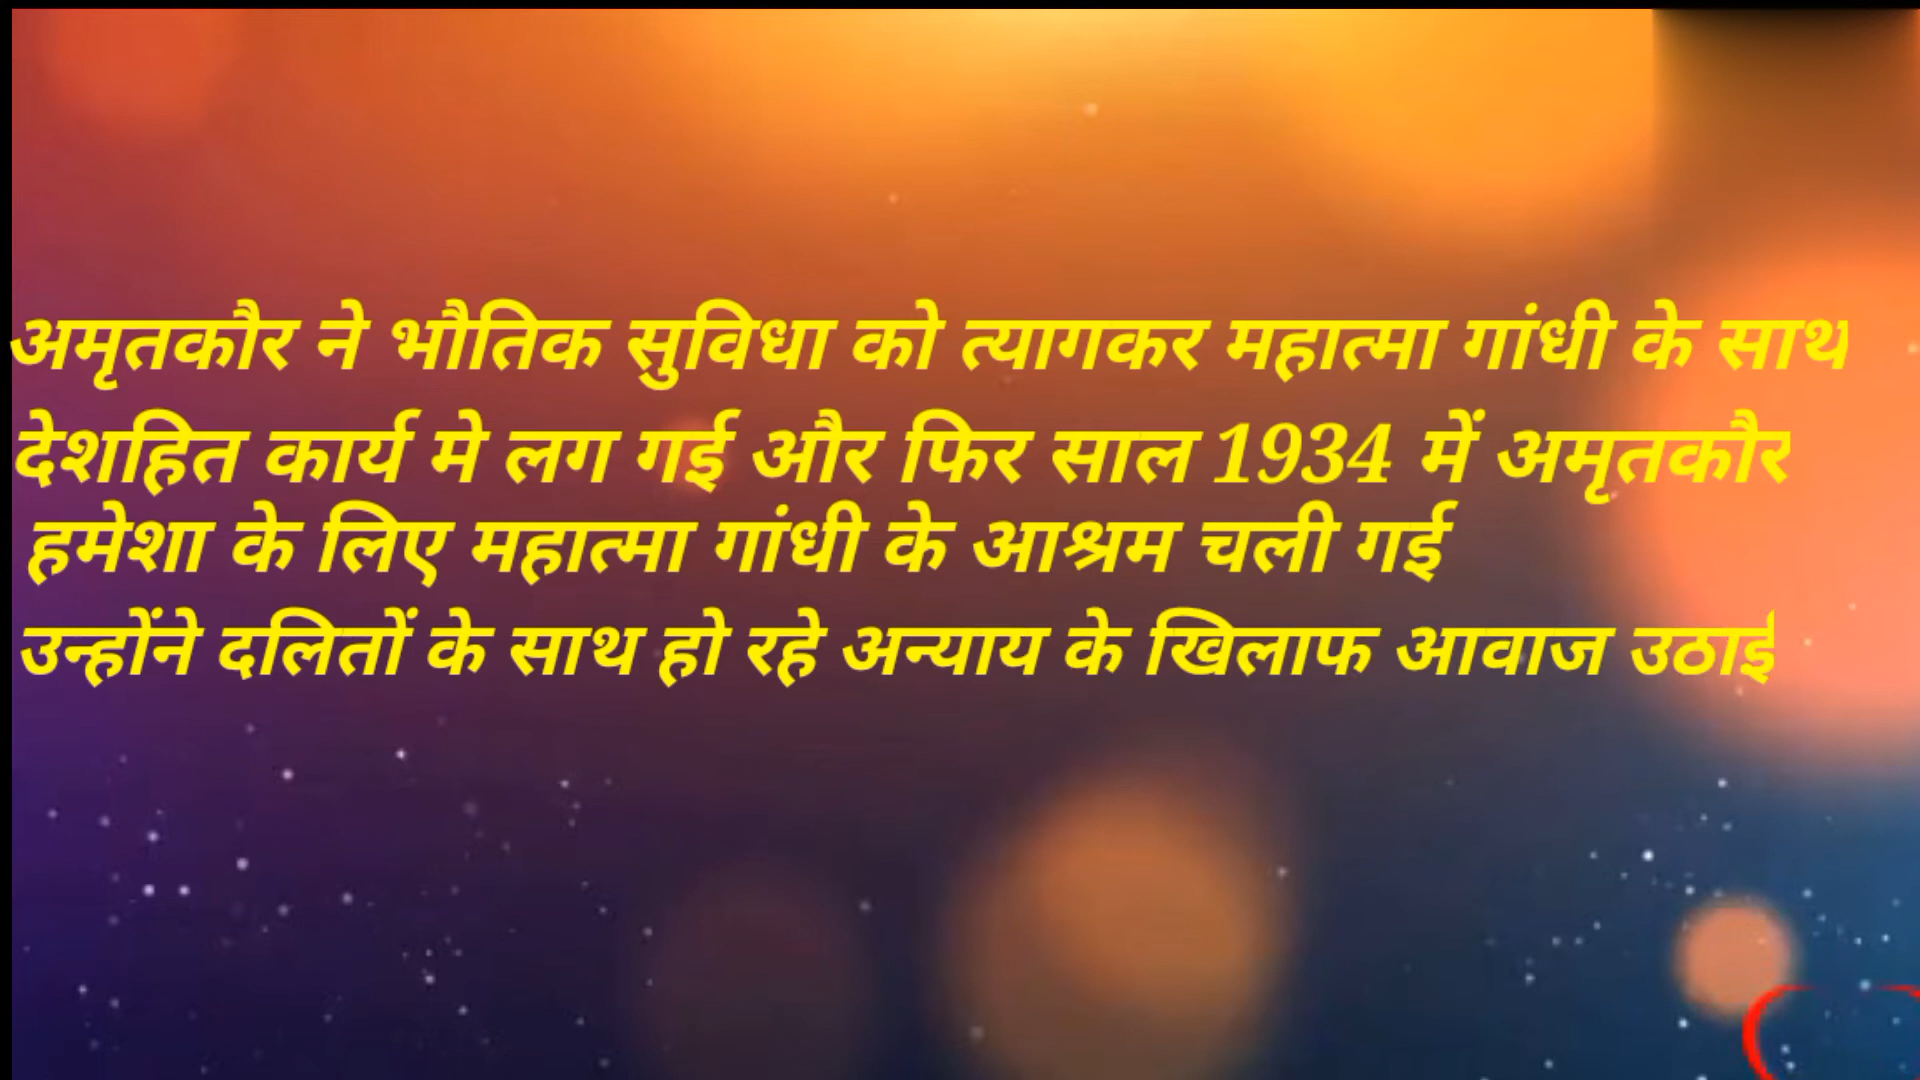 अमृतकौर ने भौतिक सुविधा को त्यागकर महात्मा गांधी के साथ
देशहित कार्य मे लग गई और फिर साल 1934 में अमृतकौर
हमेशा के लिए महात्मा गांधी के आश्रम चली गई
उन्होंने दलितों के साथ हो रहे अन्याय के खिलाफ आवाज उठाई